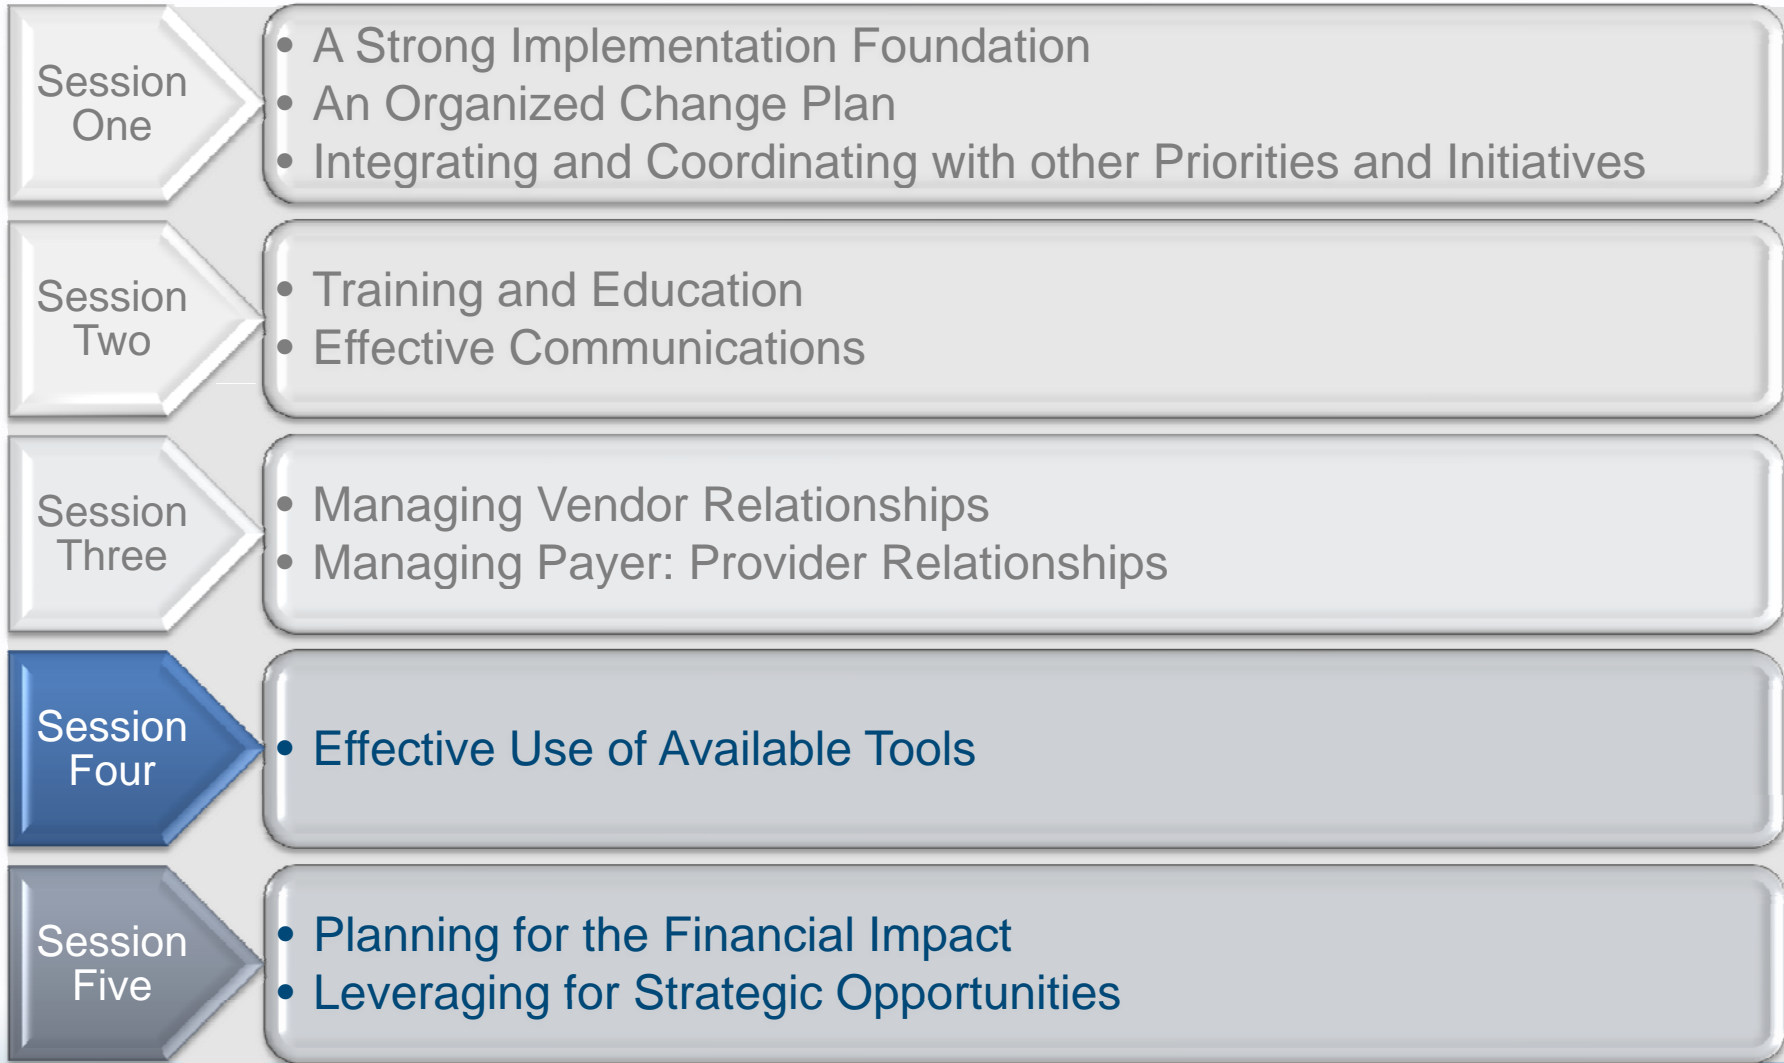 Session
One
• A Strong Implementation Foundation
• An Organized Change Plan
• Integrating and Coordinating with other Priorities and Initiatives
Session
Two
• Training and Education
• Effective Communications
Session
Three
• Managing Vendor Relationships
• Managing Payer: Provider Relationships
Session
Four
• Effective Use of Available Tools
Session
Five
• Planning for the Financial Impact
• Leveraging for Strategic Opportunities